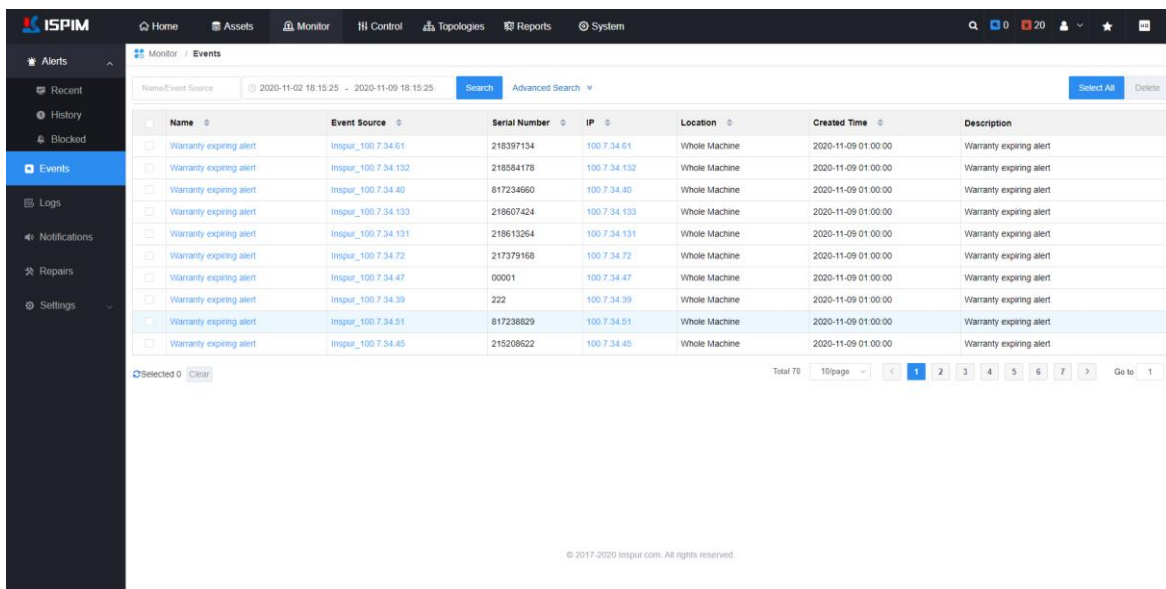 ISPIM Home Assets Monitor Control Topologies Reports System 0 20
Alerts
Recent
History
Blocked
Events
Logs
Notifications
Repairs
Settings
Monitor / Events
Name/Event Source 2020-11-02 18:15:25 - 2020-11-09 18:15:25 Search Advanced Search Select All Delete
Name Event Source Serial Number IP Location Created Time Description
Warranty expiring alert Inspur_100.7.34.61 218397134 100.7.34.61 Whole Machine 2020-11-09 01:00:00 Warranty expiring alert
Warranty expiring alert Inspur_100.7.34.132 218584178 100.7.34.132 Whole Machine 2020-11-09 01:00:00 Warranty expiring alert
Warranty expiring alert Inspur_100.7.34.40 817234660 100.7.34.40 Whole Machine 2020-11-09 01:00:00 Warranty expiring alert
Warranty expiring alert Inspur_100.7.34.133 218607424 100.7.34.133 Whole Machine 2020-11-09 01:00:00 Warranty expiring alert
Warranty expiring alert Inspur_100.7.34.131 218613264 100.7.34.131 Whole Machine 2020-11-09 01:00:00 Warranty expiring alert
Warranty expiring alert Inspur_100.7.34.72 217379168 100.7.34.72 Whole Machine 2020-11-09 01:00:00 Warranty expiring alert
Warranty expiring alert Inspur_100.7.34.47 00001 100.7.34.47 Whole Machine 2020-11-09 01:00:00 Warranty expiring alert
Warranty expiring alert Inspur_100.7.34.39 222 100.7.34.39 Whole Machine 2020-11-09 01:00:00 Warranty expiring alert
Warranty expiring alert Inspur_100.7.34.51 817238829 100.7.34.51 Whole Machine 2020-11-09 01:00:00 Warranty expiring alert
Warranty expiring alert Inspur_100.7.34.45 215208622 100.7.34.45 Whole Machine 2020-11-09 01:00:00 Warranty expiring alert
Selected 0 Clear Total 70 10/page < 1 2 3 4 5 6 7 > Go to 1
© 2017-2020 Inspur.com. All rights reserved.